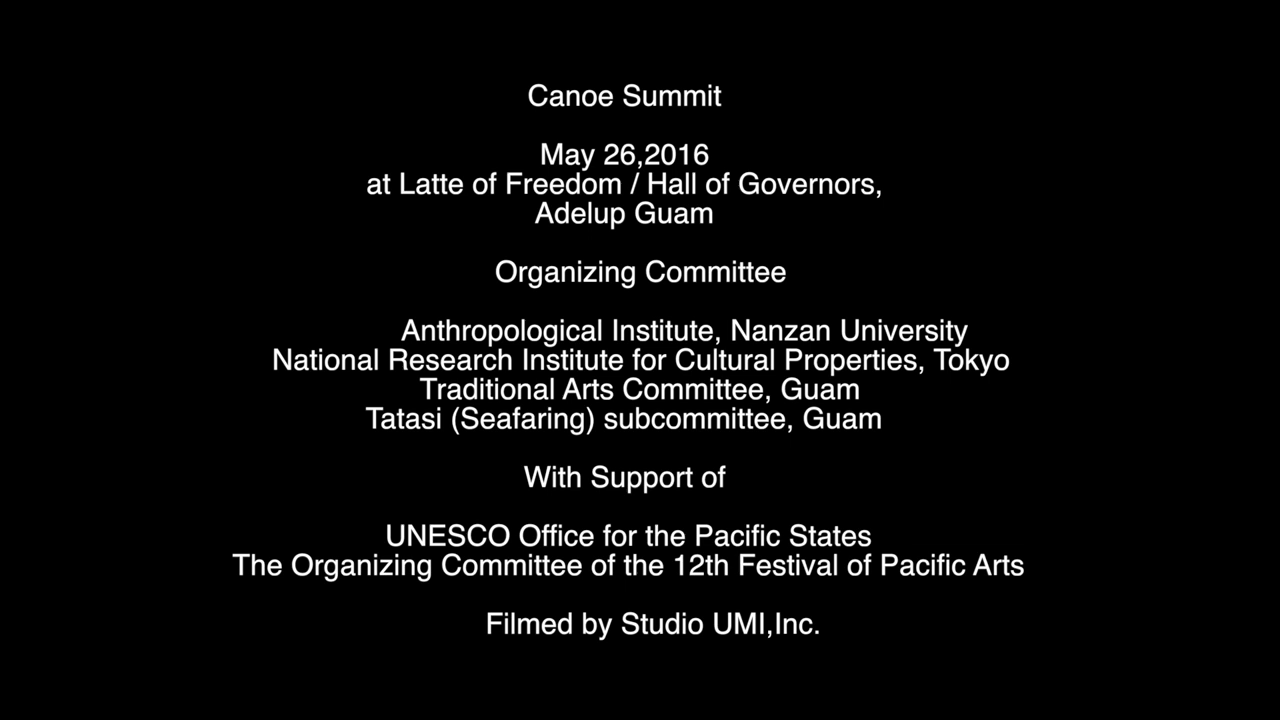 Canoe Summit
May 26,2016
at Latte of Freedom / Hall of Governors,
Adelup Guam
Organizing Committee
Anthropological Institute, Nanzan University
National Research Institute for Cultural Properties, Tokyo
Traditional Arts Committee, Guam
Tatasi (Seafaring) subcommittee, Guam
With Support of
UNESCO Office for the Pacific States
The Organizing Committee of the 12th Festival of Pacific Arts
Filmed by Studio UMI,Inc.